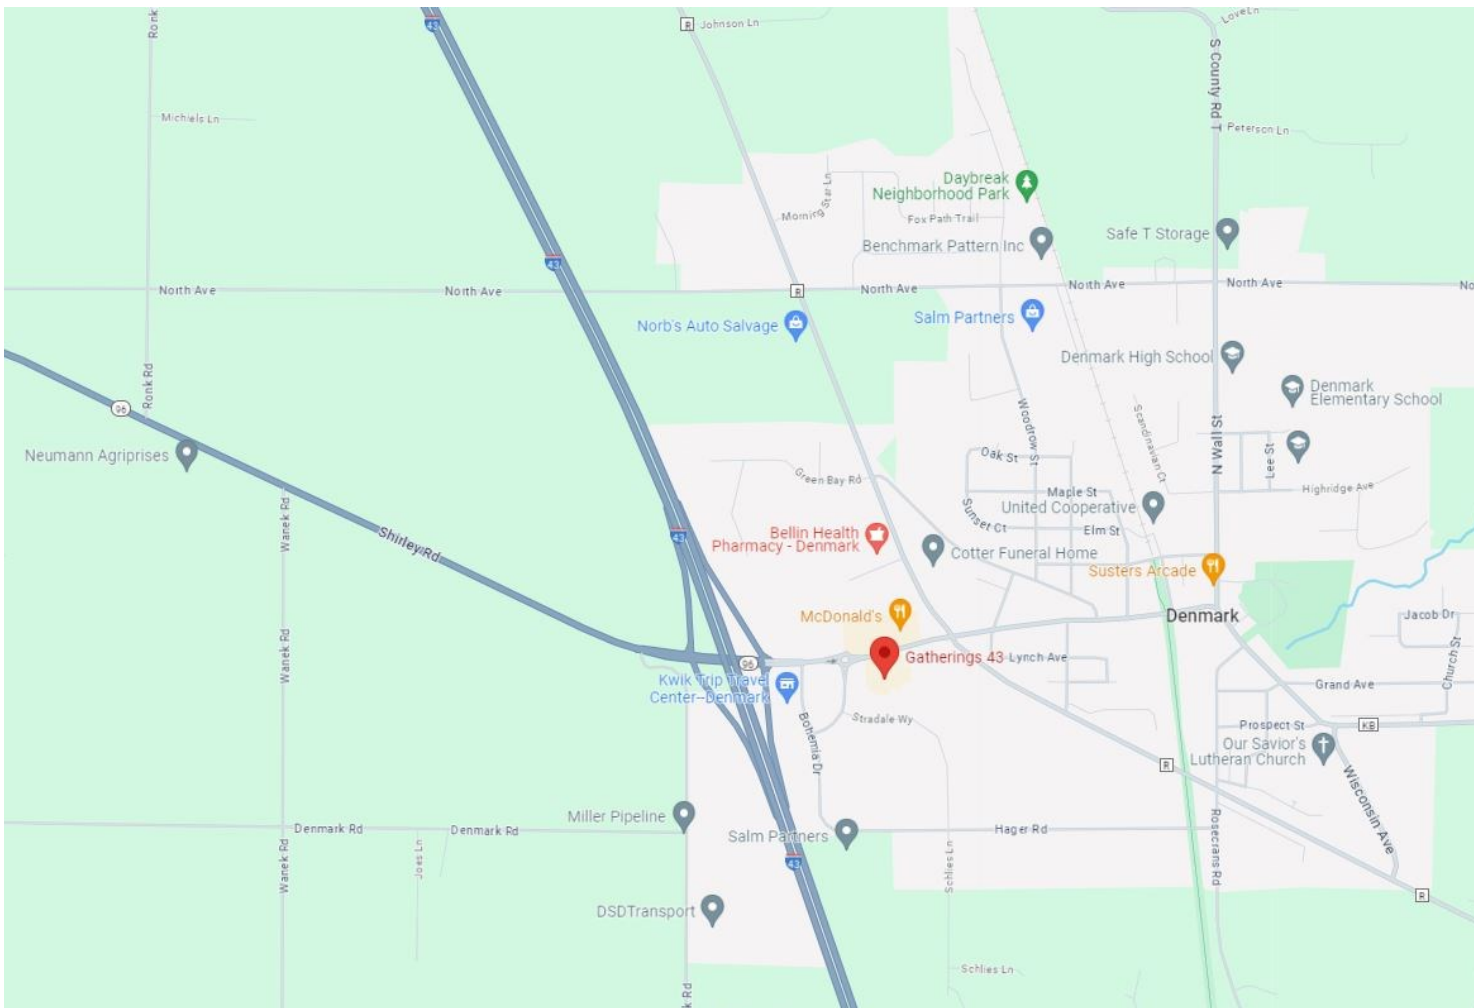 43
R
Johnson Ln
Love Ln
Ronk
S County Rd T
Michiels Ln
Peterson Ln
Daybreak
Neighborhood Park
Morning Star Ln
Fox Path Trail
Safe T Storage
Benchmark Pattern Inc
43
North Ave
North Ave
R
North Ave
North Ave
North Ave
No
Norb's Auto Salvage
Salm Partners
Denmark High School
Denmark
Elementary School
Ronk Rd
96
Woodrow St
Scandinavian Ct
N Wall St
Neumann Agriprises
Oak St
Lee St
Green Bay Rd
Maple St
Highridge Ave
United Cooperative
Sunset Ct
Elm St
Wanek Rd
Shirley Rd
43
Bellin Health
Pharmacy - Denmark
Cotter Funeral Home
Susters Arcade
McDonald's
Denmark
Jacob Dr
Wanek Rd
96
Gatherings 43
Lynch Ave
Church St
Kwik Trip Travel
Center--Denmark
Grand Ave
Stradale Wy
Bohemia Dr
Prospect St
KB
Our Savior's
Lutheran Church
R
Wisconsin Ave
Miller Pipeline
Denmark Rd
Denmark Rd
Salm Partners
Hager Rd
Rosecrans Rd
Wanek Rd
Joes Ln
43
Schlies Ln
R
DSDTransport
Schlies Ln
k Rd